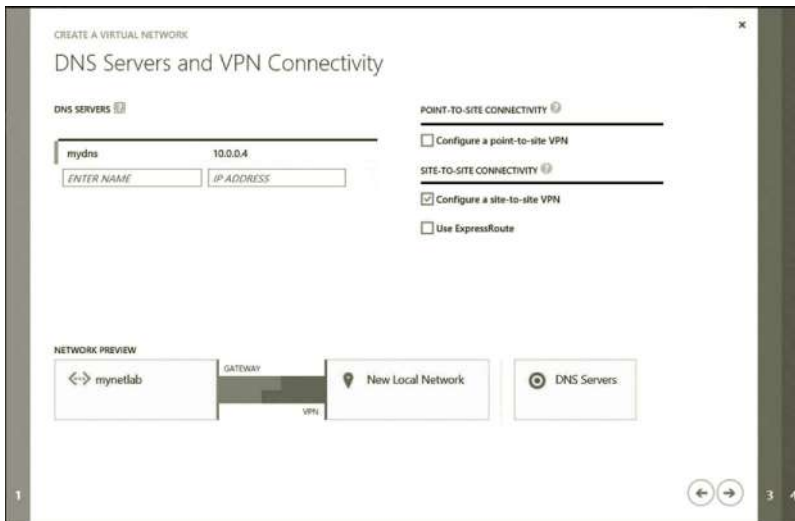 CREATE A VIRTUAL NETWORK
DNS Servers and VPN Connectivity
DNS SERVERS
mydns 10.0.0.4
ENTER NAME IP ADDRESS
POINT-TO-SITE CONNECTIVITY ?
Configure a point-to-site VPN
SITE-TO-SITE CONNECTIVITY ?
Configure a site-to-site VPN
Use ExpressRoute
NETWORK PREVIEW
mynetlab
GATEWAY
VPN
New Local Network
DNS Servers
1
3 4